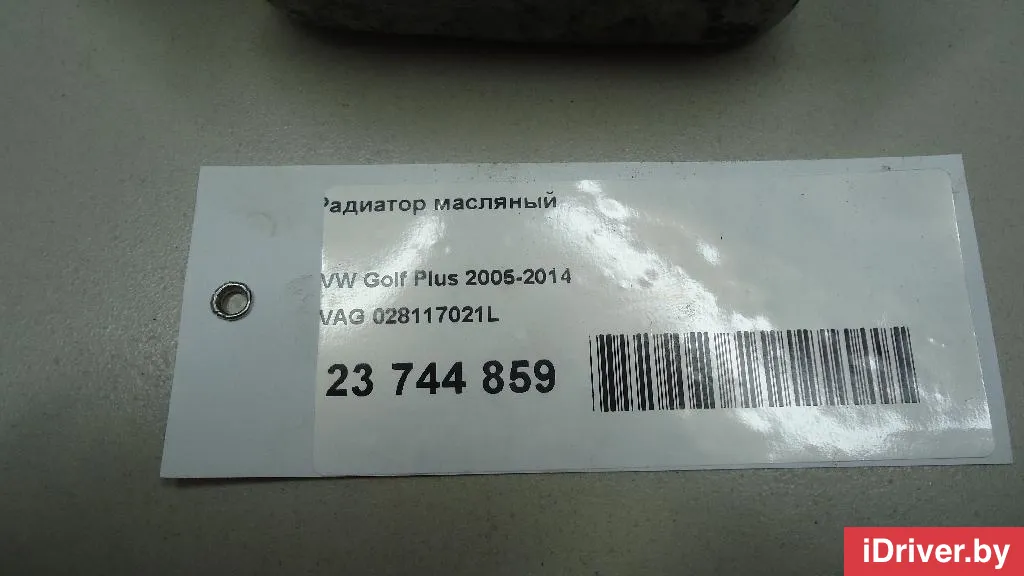 Радиатор масляный
VW Golf Plus 2005-2014
VAG 028117021L
23 744 859
iDriver.by